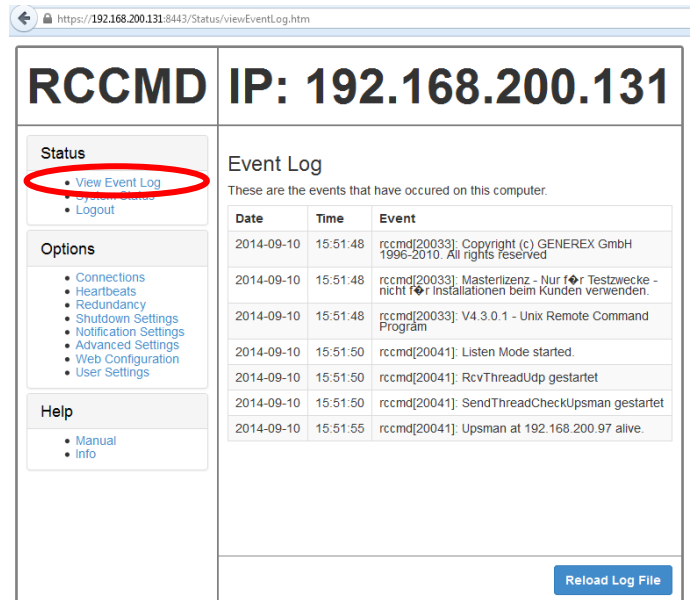 https://192.168.200.131:8443/Status/viewEventLog.htm
RCCMD
IP: 192.168.200.131
Status
View Event Log
System Status
Logout
Options
Connections
Heartbeats
Redundancy
Shutdown Settings
Notification Settings
Advanced Settings
Web Configuration
User Settings
Help
Manual
Info
Event Log
These are the events that have occured on this computer.
Date Time Event
2014-09-10 15:51:48 rccmd[20033]: Copyright (c) GENEREX GmbH
1996-2010. All rights reserved
2014-09-10 15:51:48 rccmd[20033]: Masterlizenz - Nur f�r Testzwecke -
nicht f�r Installationen beim Kunden verwenden.
2014-09-10 15:51:48 rccmd[20033]: V4.3.0.1 - Unix Remote Command
Program
2014-09-10 15:51:50 rccmd[20041]: Listen Mode started.
2014-09-10 15:51:50 rccmd[20041]: RcvThreadUdp gestartet
2014-09-10 15:51:50 rccmd[20041]: SendThreadCheckUpsman gestartet
2014-09-10 15:51:55 rccmd[20041]: Upsman at 192.168.200.97 alive.
Reload Log File